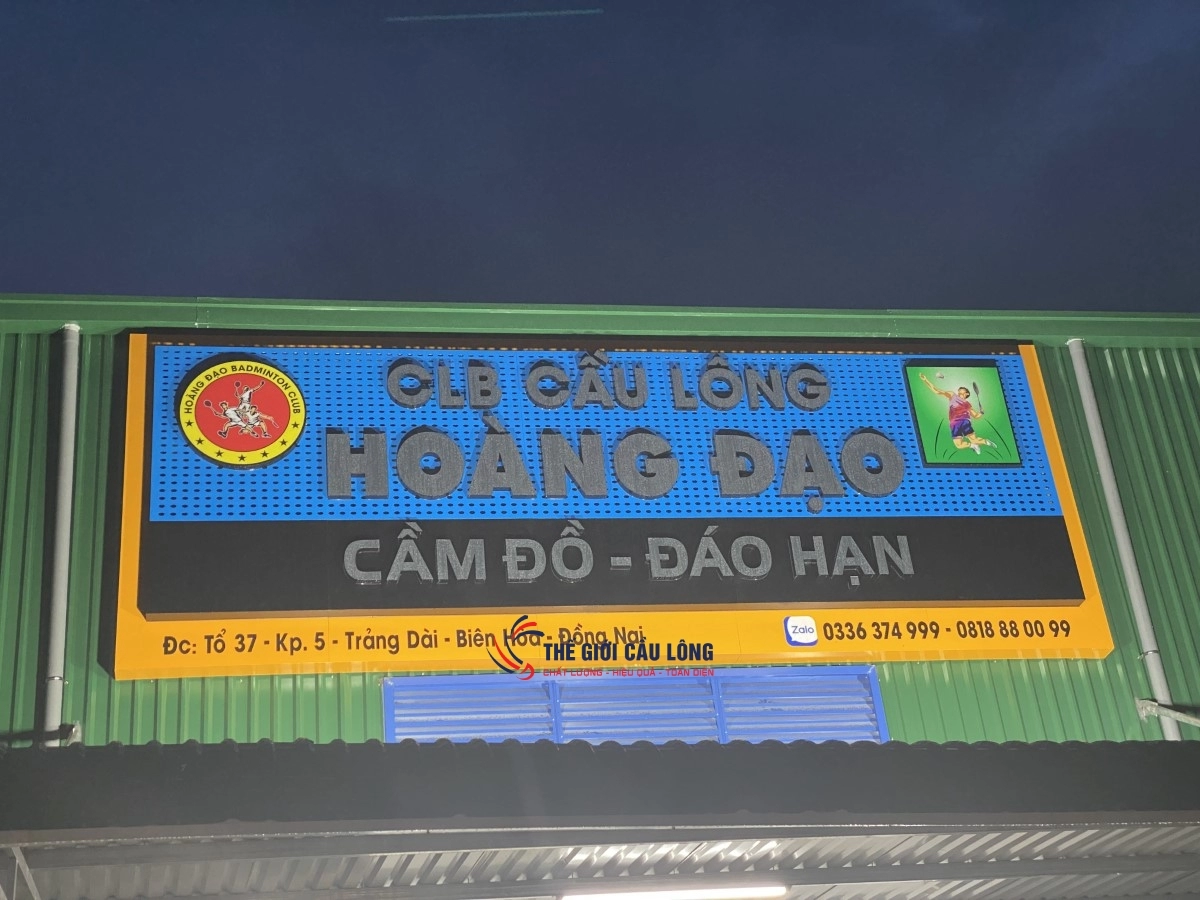 CLB CẦU LÔNG
HOÀNG ĐẠO BADMINTON CLUB
HOÀNG ĐẠO
CẦM ĐỒ - ĐÁO HẠN
Đc: Tổ 37 - Kp. 5 - Trảng Dài - Biên Hòa - Đồng Nai
Zalo 0336 374 999 - 0818 88 00 99
THẾ GIỚI CẦU LÔNG
CHẤT LƯỢNG - HIỆU QUẢ - TOÀN DIỆN